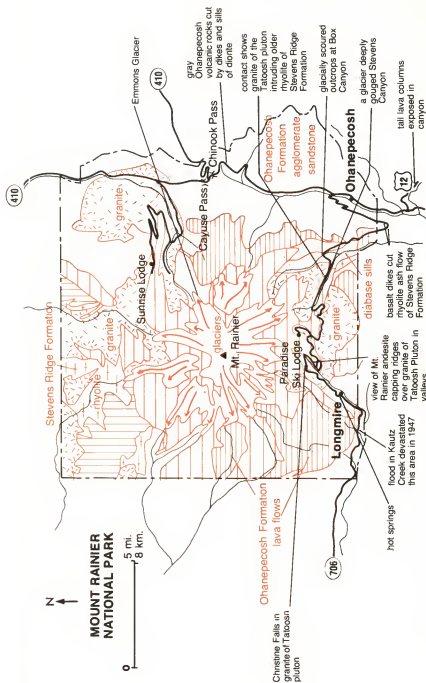 MOUNT RAINIER
NATIONAL PARK
N
0
5 mi.
8 km.
Stevens Ridge Formation
rhyolite
granite
granite
Sunrise Lodge
Emmons Glacier
410
410
gray
Ohanepecosh
volcanic rocks cut
by dikes and sills
of diorite
Chinook Pass
Cayuse Pass
contact shows
granite of the
Tatoosh pluton
intruding older
rhyolite of
Stevens Ridge
Formation
Ohanepecosh
Formation
agglomerate
sandstone
glacially scoured
outcrops at Box
Canyon
a glacier deeply
gouged Stevens
Canyon
Ohanepecosh
112
tall lava columns
exposed in
canyon
glaciers
Mt. Rainier
Paradise
Ski Lodge
granite
diabase sills
basalt dikes cut
rhyolite ash flow
of Stevens Ridge
Formation
view of Mt.
Rainier andesite
capping ridges
over granite of
Tatoosh Pluton in
valleys
Longmire
flood in Kautz
Creek devastated
this area in 1947
hot springs
706
Ohanepecosh Formation
lava flows
Christine Falls in
granite of Tatoosh
pluton